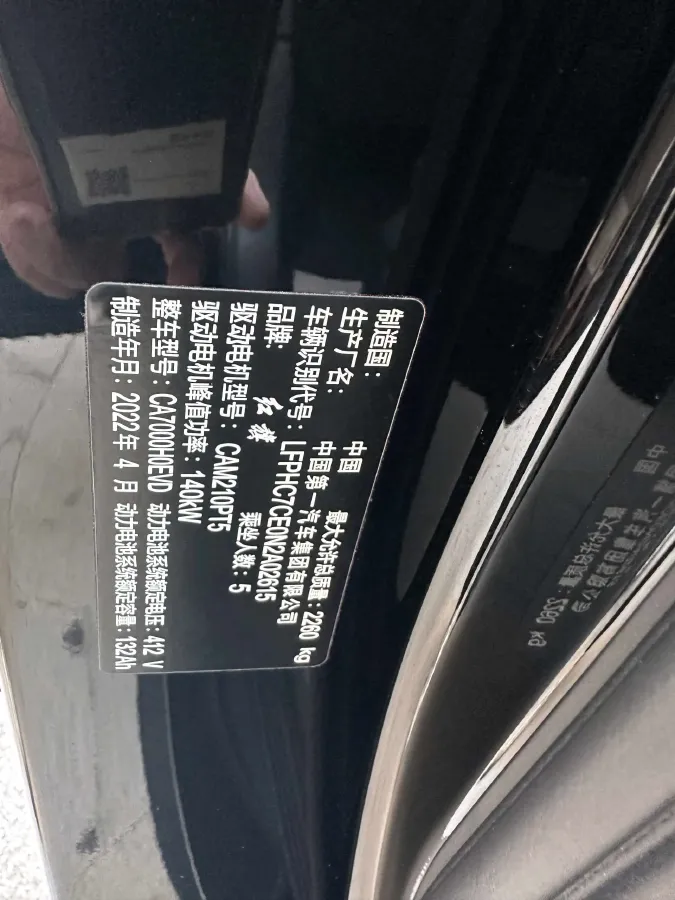 制造国: 中国 最大允许总质量: 2260 kg
生产厂名: 中国第一汽车集团有限公司
车辆识别代号: LFPHC7CE0N2A02615
品牌: 红旗 乘坐人数: 5
驱动电机型号: CAM210PT5
驱动电机峰值功率: 140KW
整车型号: CA7000H0EVD 动力电池系统额定电压: 412 V
制造年月: 2022年 4 月 动力电池系统额定容量: 132Ah